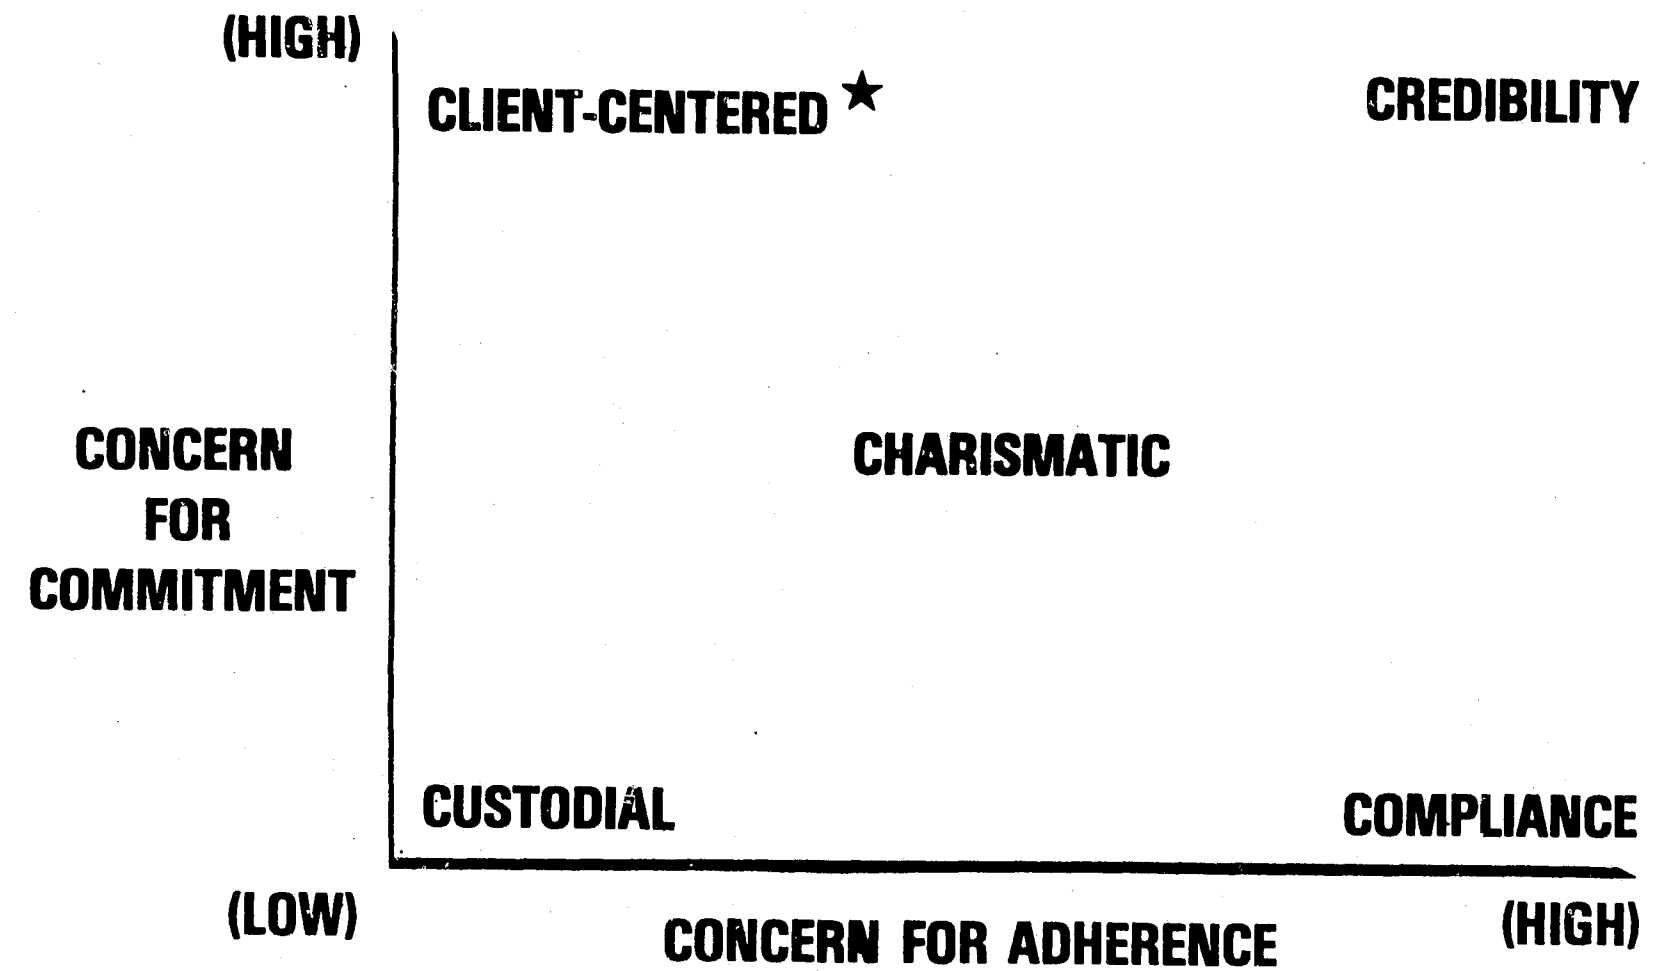 (HIGH)
CLIENT-CENTERED ★
CREDIBILITY
CONCERN
FOR
COMMITMENT
CHARISMATIC
CUSTODIAL
COMPLIANCE
(LOW)
CONCERN FOR ADHERENCE
(HIGH)